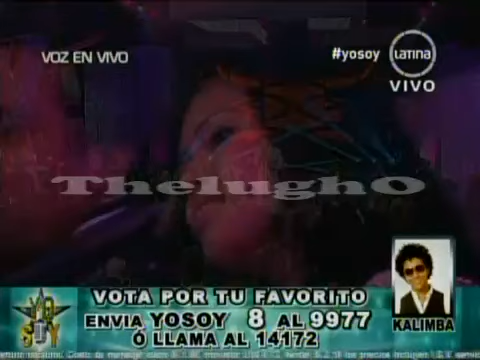 VOZ EN VIVO
#yosoy LATINA
VIVO
ThelughO
VOTA POR TU FAVORITO
YO SOY
ENVIA YOSOY 8 AL 9977
Ó LLAMA AL 14172
KALIMBA